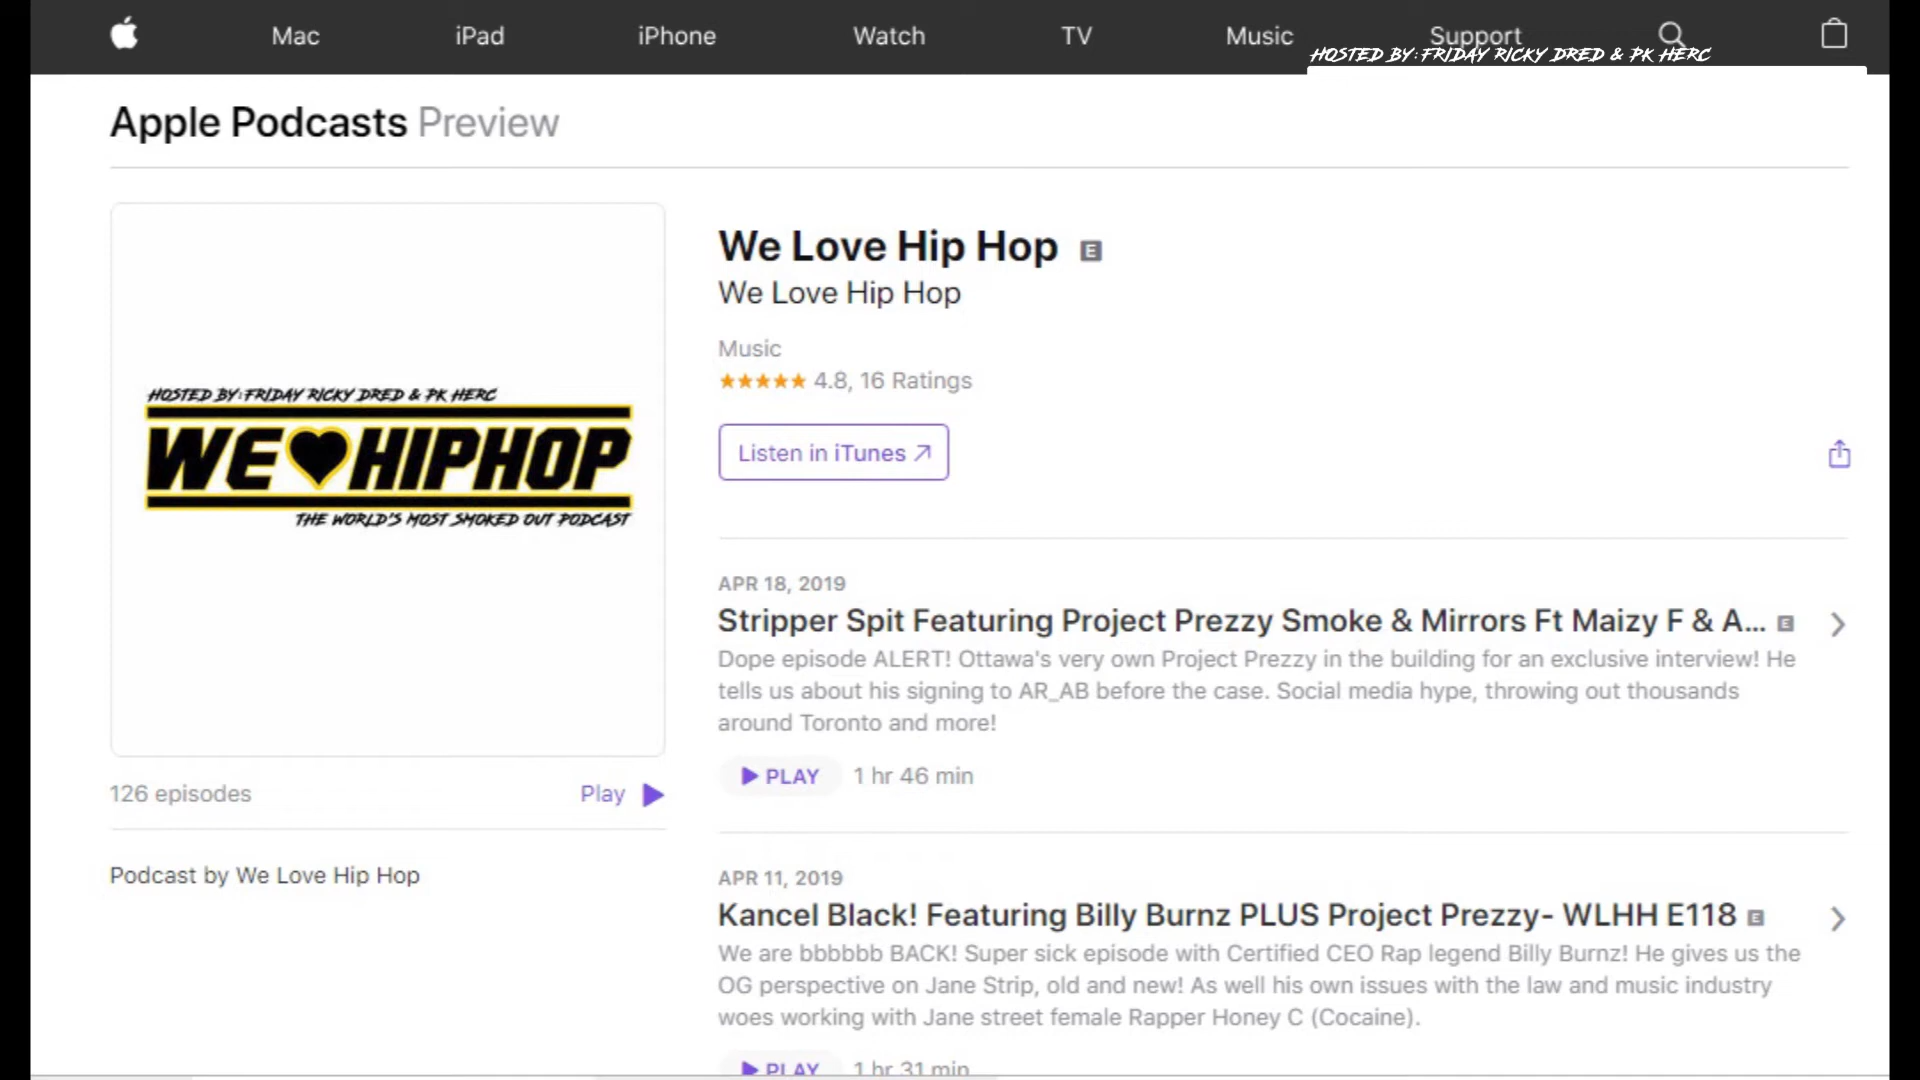 Mac iPad iPhone Watch TV Music Support
HOSTED BY: FRIDAY RICKY DRED & PK HERC
Apple Podcasts Preview
HOSTED BY: FRIDAY RICKY DRED & PK HERC
WE HIPHOP
THE WORLD'S MOST SMOKED OUT PODCAST
126 episodes
Play
Podcast by We Love Hip Hop
We Love Hip Hop E
We Love Hip Hop
Music
★★★★★ 4.8, 16 Ratings
Listen in iTunes ↗
APR 18, 2019
Stripper Spit Featuring Project Prezzy Smoke & Mirrors Ft Maizy F & A... E
Dope episode ALERT! Ottawa's very own Project Prezzy in the building for an exclusive interview! He
tells us about his signing to AR_AB before the case. Social media hype, throwing out thousands
around Toronto and more!
PLAY 1 hr 46 min
APR 11, 2019
Kancel Black! Featuring Billy Burnz PLUS Project Prezzy- WLHH E118 E
We are bbbbbb BACK! Super sick episode with Certified CEO Rap legend Billy Burnz! He gives us the
OG perspective on Jane Strip, old and new! As well his own issues with the law and music industry
woes working with Jane street female Rapper Honey C (Cocaine).
PLAY 1 hr 31 min